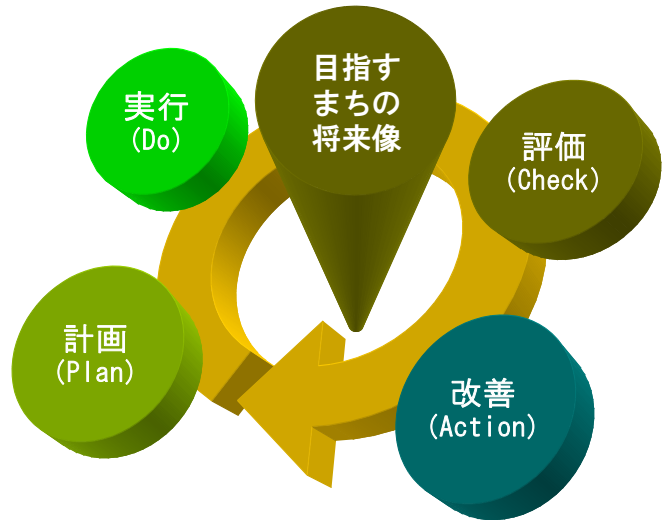 目指す
まちの
将来像
実行
(Do)
評価
(Check)
計画
(Plan)
改善
(Action)